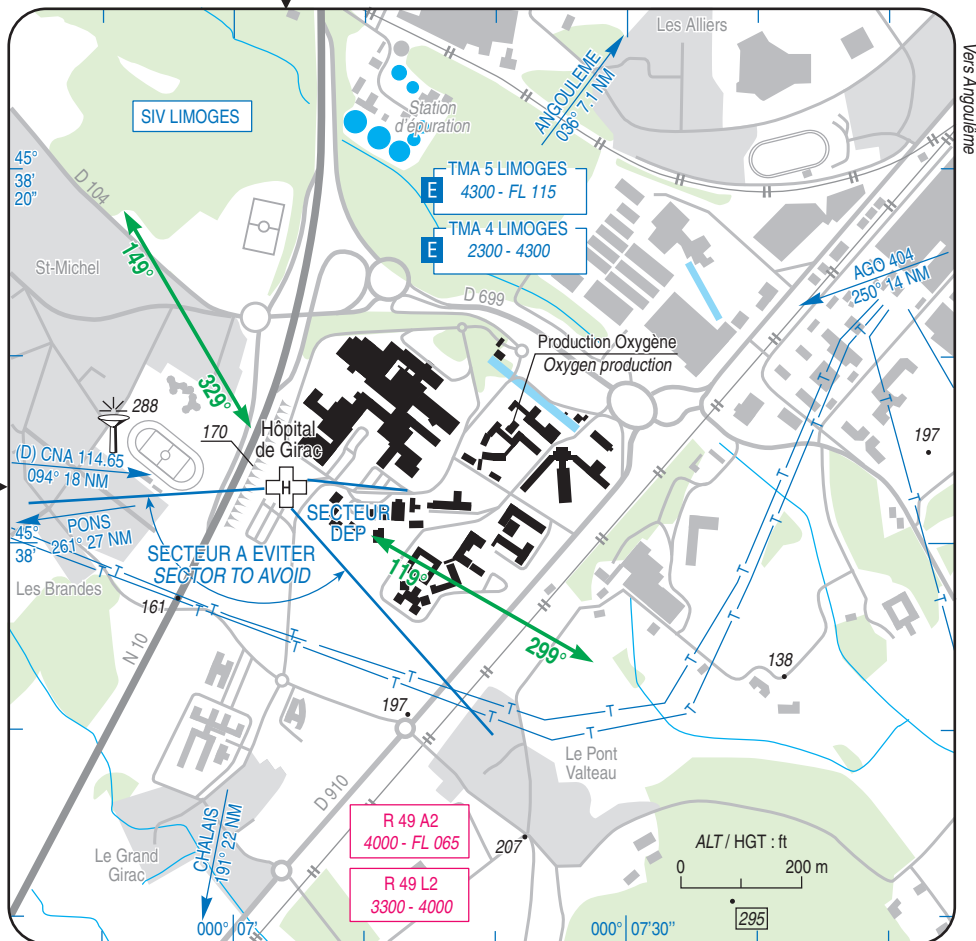 Les Alliers
Vers Angoulême
SIV LIMOGES
Station
d'épuration
ANGOULEME
036° 7.1 NM
45°
38'
20"
D 104
TMA 5 LIMOGES
E
4300 - FL 115
TMA 4 LIMOGES
E
2300 - 4300
149°
St-Michel
AGO 404
250° 14 NM
D 699
Production Oxygène
Oxygen production
329°
288
170
Hôpital
de Girac
197
(D) CNA 114.65
094° 18 NM
H
PONS
261° 27 NM
45°
38'
SECTEUR
DEP
SECTEUR A EVITER
SECTOR TO AVOID
119°
Les Brandes
161
T T T T T T T T T T T T T T T T T T T T T T T T
299°
N 10
138
197
Le Pont
Valteau
D 910
CHALAIS
191° 22 NM
R 49 A2
4000 - FL 065
207
ALT / HGT : ft
0 200 m
Le Grand
Girac
R 49 L2
3300 - 4000
295
000° 07'
000° 07'30"